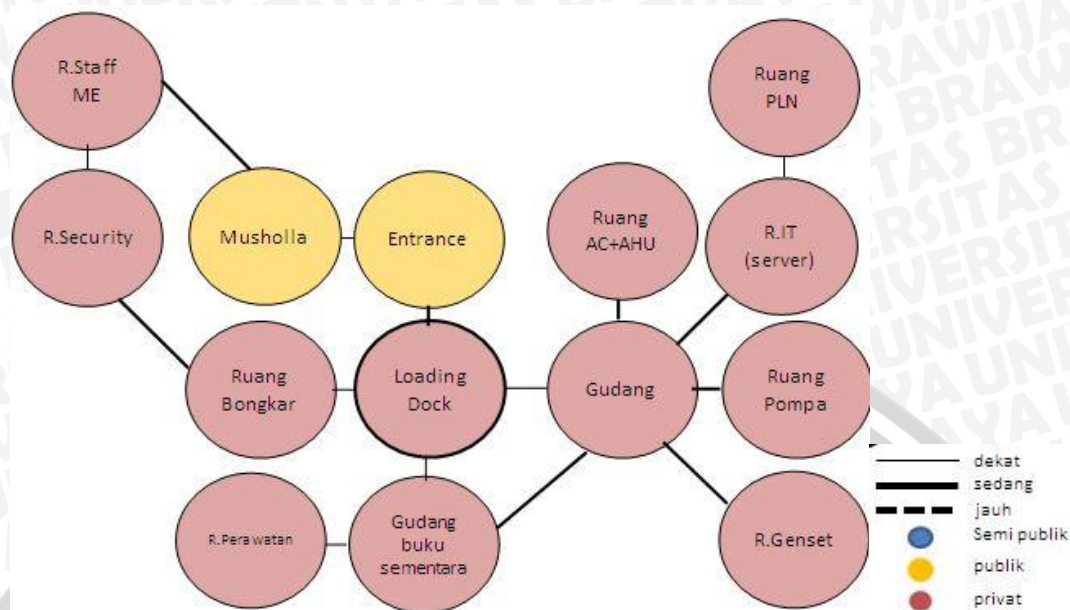 R.Staff
ME
Ruang
PLN
R.Security
Musholla
Entrance
Ruang
AC+AHU
R.IT
(server)
Ruang
Bongkar
Loading
Dock
Gudang
Ruang
Pompa
R.Perawatan
Gudang
buku
sementara
R.Genset
dekat
sedang
jauh
Semi publik
publik
privat